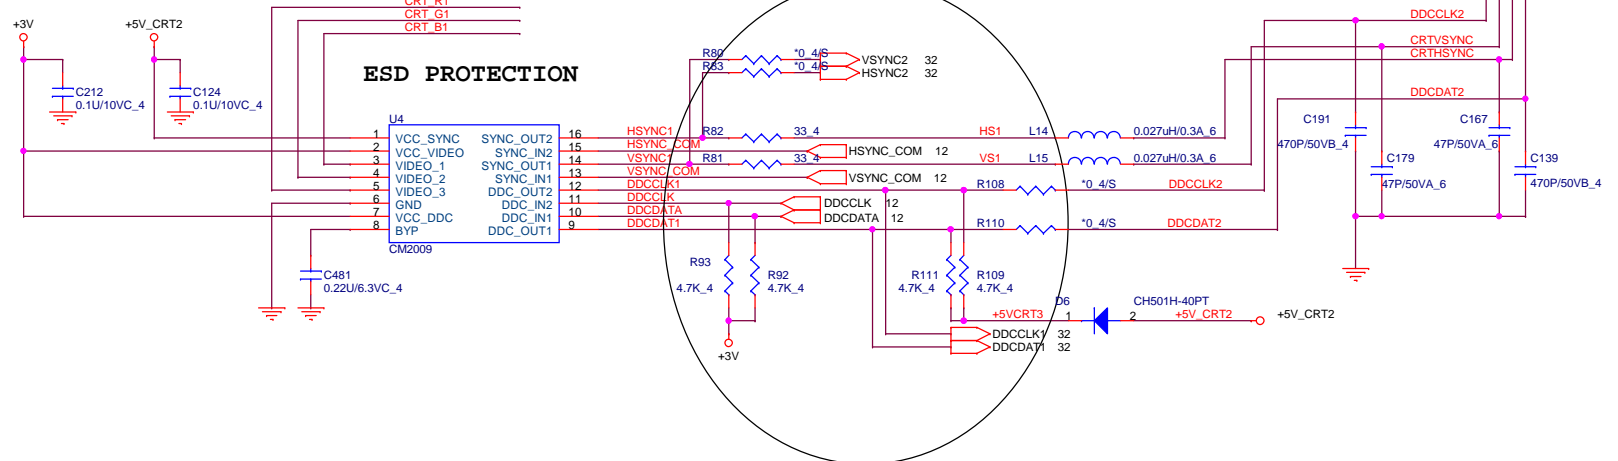 CRT_R1
CRT_G1
CRT_B1
+3V
+5V_CRT2
DDCCLK2
CRTVSYNC
CRTHSYNC
DDCDAT2
R80 *0_4/S VSYNC2 32
R83 *0_4/S HSYNC2 32
ESD PROTECTION
C212
0.1U/10VC_4
C124
0.1U/10VC_4
U4
1 VCC_SYNC SYNC_OUT2 16
2 VCC_VIDEO SYNC_IN2 15
3 VIDEO_1 SYNC_OUT1 14
4 VIDEO_2 SYNC_IN1 13
5 VIDEO_3 DDC_OUT2 12
6 GND DDC_IN2 11
7 VCC_DDC DDC_IN1 10
8 BYP DDC_OUT1 9
CM2009
HSYNC1 R82 33_4 HS1 L14 0.027uH/0.3A_6
HSYNC_COM HSYNC_COM 12
VSYNC1 R81 33_4 VS1 L15 0.027uH/0.3A_6
VSYNC_COM VSYNC_COM 12
DDCCLK1 R108 *0_4/S DDCCLK2
DDCCLK DDCCLK 12
DDCDATA DDCDATA 12
DDCDAT1 R110 *0_4/S DDCDAT2
C191
470P/50VB_4
C167
47P/50VA_6
C179
47P/50VA_6
C139
470P/50VB_4
C481
0.22U/6.3VC_4
R93
4.7K_4
R92
4.7K_4
R111
4.7K_4
R109
4.7K_4
+5VCRT3 1 D6 CH501H-40PT 2 +5V_CRT2 +5V_CRT2
DDCCLK1 32
DDCDAT1 32
+3V